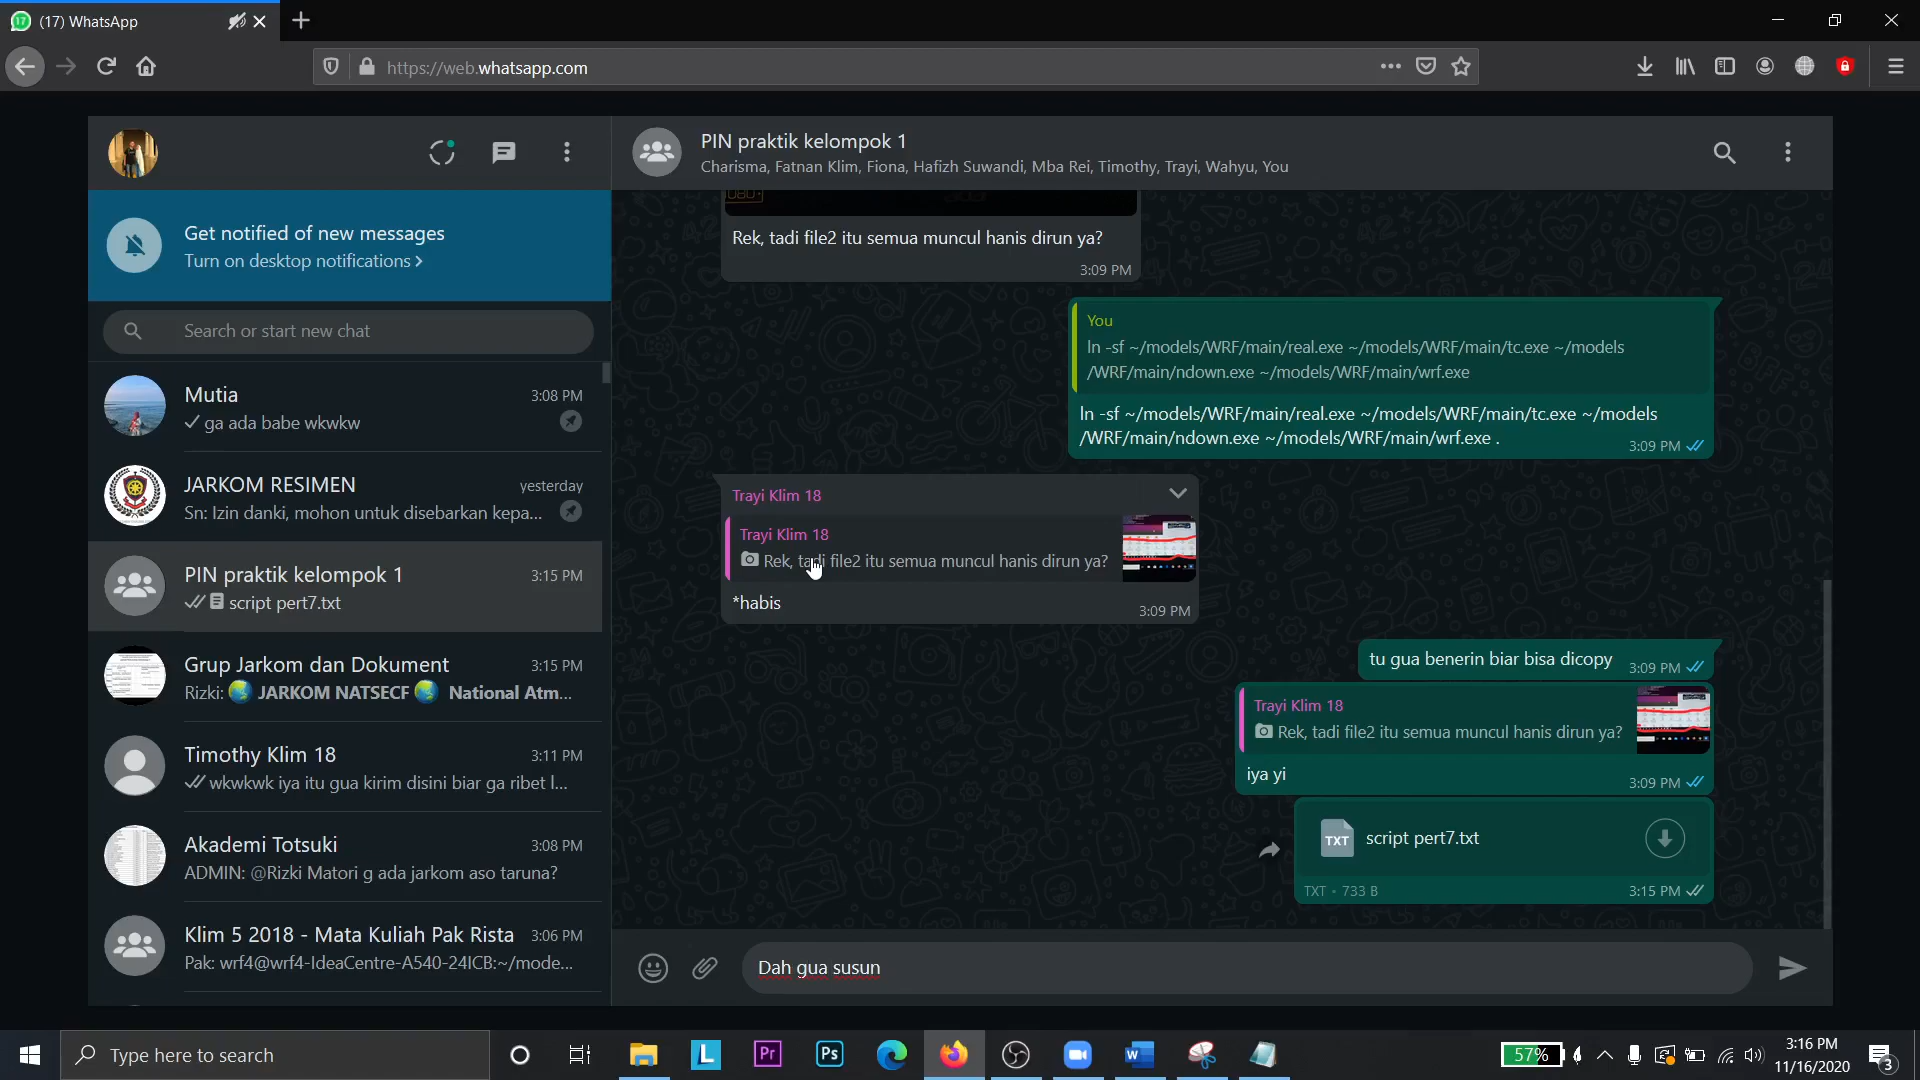 (17) WhatsApp
https://web.whatsapp.com
Get notified of new messages
Turn on desktop notifications >
Search or start new chat
Mutia 3:08 PM
ga ada babe wkwkw
JARKOM RESIMEN yesterday
Sn: Izin danki, mohon untuk disebarkan kepa...
PIN praktik kelompok 1 3:15 PM
script pert7.txt
Grup Jarkom dan Dokument 3:15 PM
Rizki: 🌏 JARKOM NATSECF 🌏 National Atm...
Timothy Klim 18 3:11 PM
wkwkwk iya itu gua kirim disini biar ga ribet l...
Akademi Totsuki 3:08 PM
ADMIN: @Rizki Matori g ada jarkom aso taruna?
Klim 5 2018 - Mata Kuliah Pak Rista 3:06 PM
Pak: wrf4@wrf4-IdeaCentre-A540-24ICB:~/mode...
PIN praktik kelompok 1
Charisma, Fatnan Klim, Fiona, Hafizh Suwandi, Mba Rei, Timothy, Trayi, Wahyu, You
Rek, tadi file2 itu semua muncul hanis dirun ya?
3:09 PM
You
ln -sf ~/models/WRF/main/real.exe ~/models/WRF/main/tc.exe ~/models
/WRF/main/ndown.exe ~/models/WRF/main/wrf.exe
ln -sf ~/models/WRF/main/real.exe ~/models/WRF/main/tc.exe ~/models
/WRF/main/ndown.exe ~/models/WRF/main/wrf.exe .
3:09 PM
Trayi Klim 18
Trayi Klim 18
Rek, tadi file2 itu semua muncul hanis dirun ya?
*habis
3:09 PM
tu gua benerin biar bisa dicopy 3:09 PM
Trayi Klim 18
Rek, tadi file2 itu semua muncul hanis dirun ya?
iya yi
3:09 PM
TXT script pert7.txt
TXT • 733 B 3:15 PM
Dah gua susun
Type here to search
L
Pr
Ps
57%
3:16 PM
11/16/2020
3